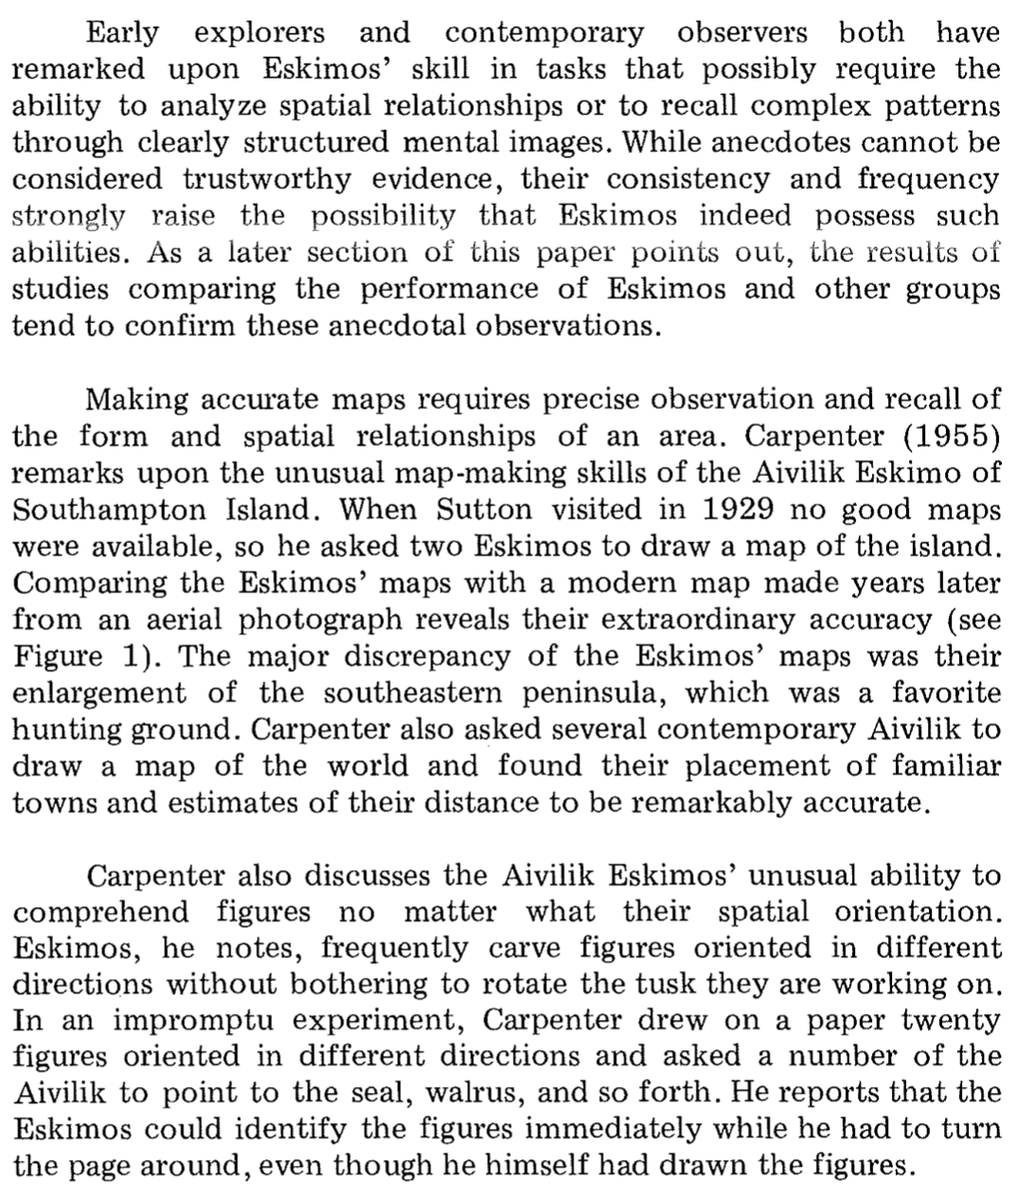 Early explorers and contemporary observers both have
remarked upon Eskimos' skill in tasks that possibly require the
ability to analyze spatial relationships or to recall complex patterns
through clearly structured mental images. While anecdotes cannot be
considered trustworthy evidence, their consistency and frequency
strongly raise the possibility that Eskimos indeed possess such
abilities. As a later section of this paper points out, the results of
studies comparing the performance of Eskimos and other groups
tend to confirm these anecdotal observations.
Making accurate maps requires precise observation and recall of
the form and spatial relationships of an area. Carpenter (1955)
remarks upon the unusual map-making skills of the Aivilik Eskimo of
Southampton Island. When Sutton visited in 1929 no good maps
were available, so he asked two Eskimos to draw a map of the island.
Comparing the Eskimos' maps with a modern map made years later
from an aerial photograph reveals their extraordinary accuracy (see
Figure 1). The major discrepancy of the Eskimos' maps was their
enlargement of the southeastern peninsula, which was a favorite
hunting ground. Carpenter also asked several contemporary Aivilik to
draw a map of the world and found their placement of familiar
towns and estimates of their distance to be remarkably accurate.
Carpenter also discusses the Aivilik Eskimos' unusual ability to
comprehend figures no matter what their spatial orientation.
Eskimos, he notes, frequently carve figures oriented in different
directions without bothering to rotate the tusk they are working on.
In an impromptu experiment, Carpenter drew on a paper twenty
figures oriented in different directions and asked a number of the
Aivilik to point to the seal, walrus, and so forth. He reports that the
Eskimos could identify the figures immediately while he had to turn
the page around, even though he himself had drawn the figures.